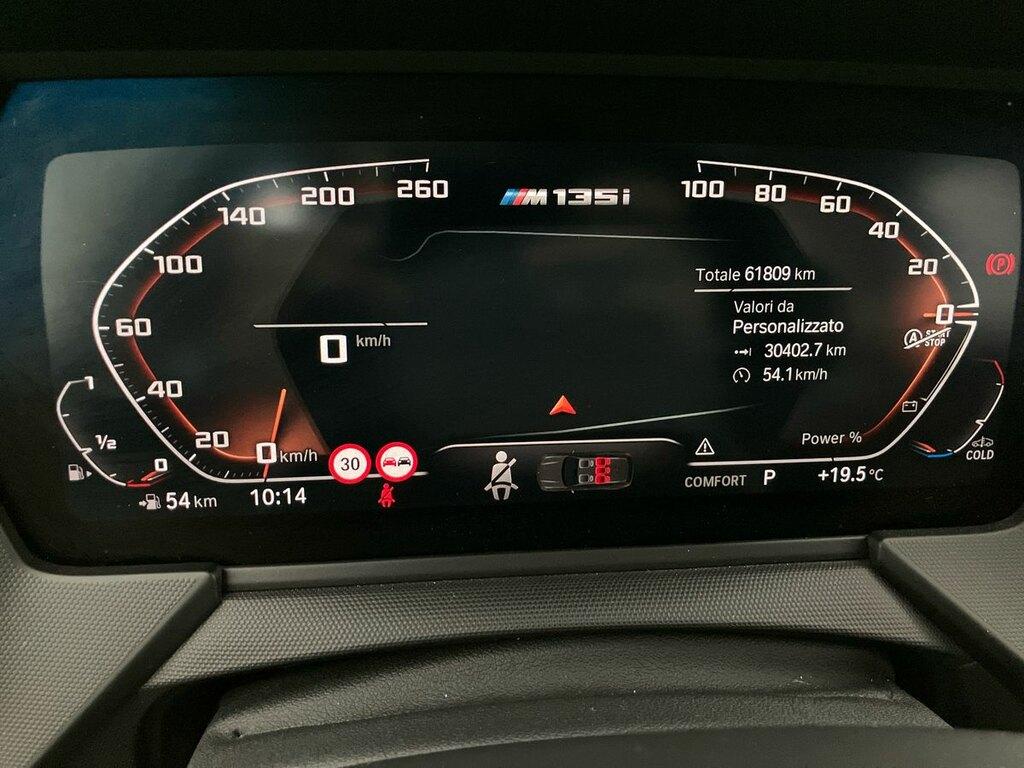 M135i
260
200
140
100
60
40
20
0 km/h
100
80
60
40
20
0
Totale 61809 km
Valori da
Personalizzato
30402.7 km
54.1 km/h
0 km/h
P
A START
STOP
1
1/2
0
Power %
COLD
30
54 km
10:14
COMFORT P
+19.5°C